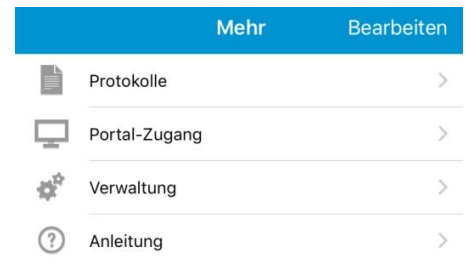 Mehr Bearbeiten
Protokolle
Portal-Zugang
Verwaltung
Anleitung